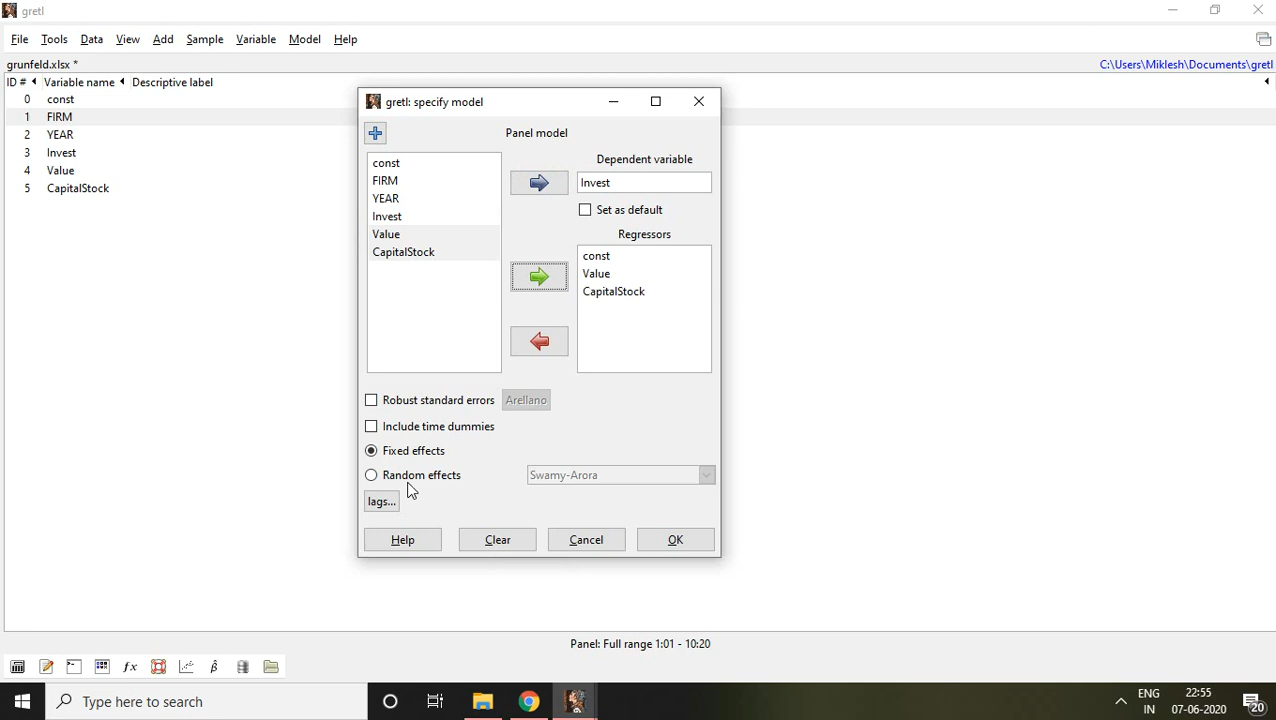 gretl
File Tools Data View Add Sample Variable Model Help
grunfeld.xlsx * C:\Users\Miklesh\Documents\gretl
ID # Variable name Descriptive label
0 const
1 FIRM
2 YEAR
3 Invest
4 Value
5 CapitalStock
gretl: specify model
Panel model
const
FIRM
YEAR
Invest
Value
CapitalStock
Dependent variable
Invest
Set as default
Regressors
const
Value
CapitalStock
Robust standard errors Arellano
Include time dummies
Fixed effects
Random effects Swamy-Arora
lags...
Help Clear Cancel OK
Panel: Full range 1:01 - 10:20
Type here to search
ENG
IN
22:55
07-06-2020
20